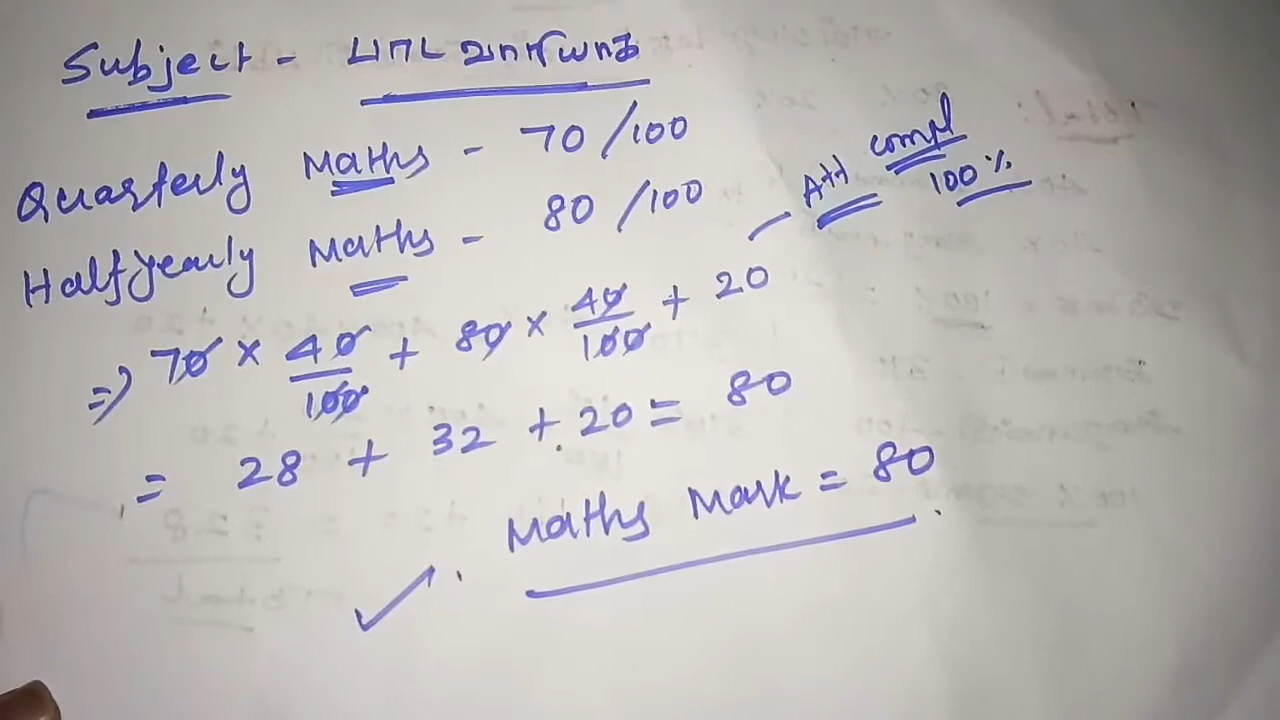 Subject - பாட வாரியாக
Quarterly Maths - 70/100
Halfyearly Maths - 80/100
Att compl 100%
=> 70 × 40/100 + 80 × 40/100 + 20
= 28 + 32 + 20 = 80
Maths Mark = 80